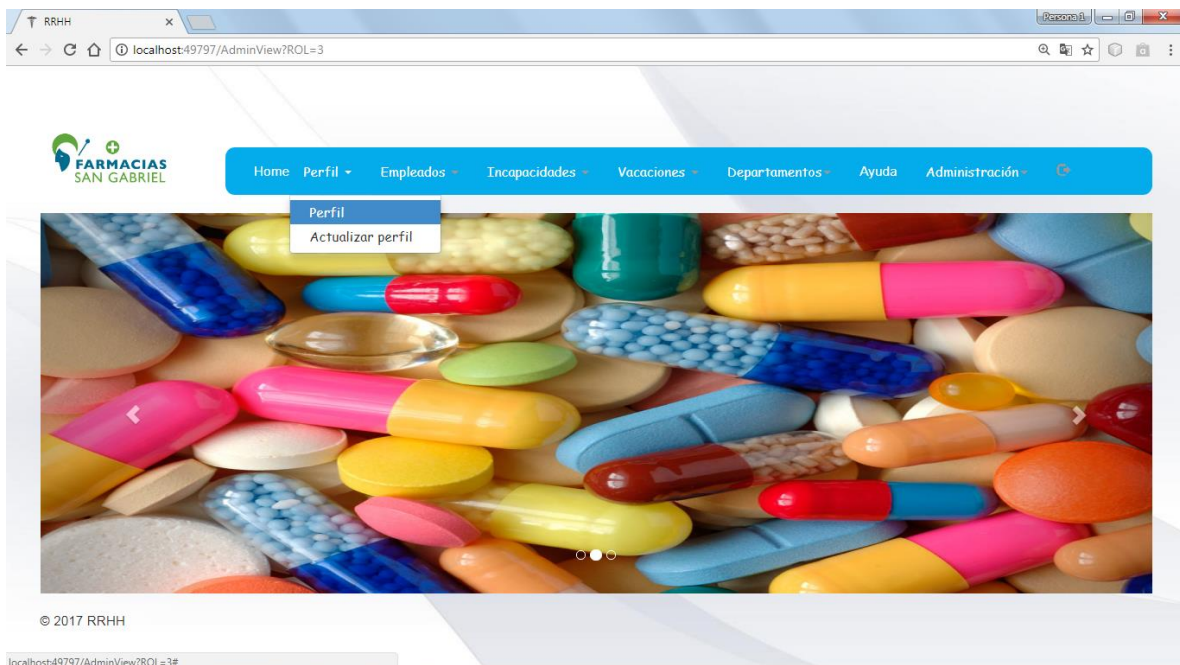 RRHH
Persona 1
localhost:49797/AdminView?ROL=3
FARMACIAS
SAN GABRIEL
Home Perfil Empleados Incapacidades Vacaciones Departamentos Ayuda Administración
Perfil
Actualizar perfil
© 2017 RRHH
localhost:49797/AdminView?ROL=3#